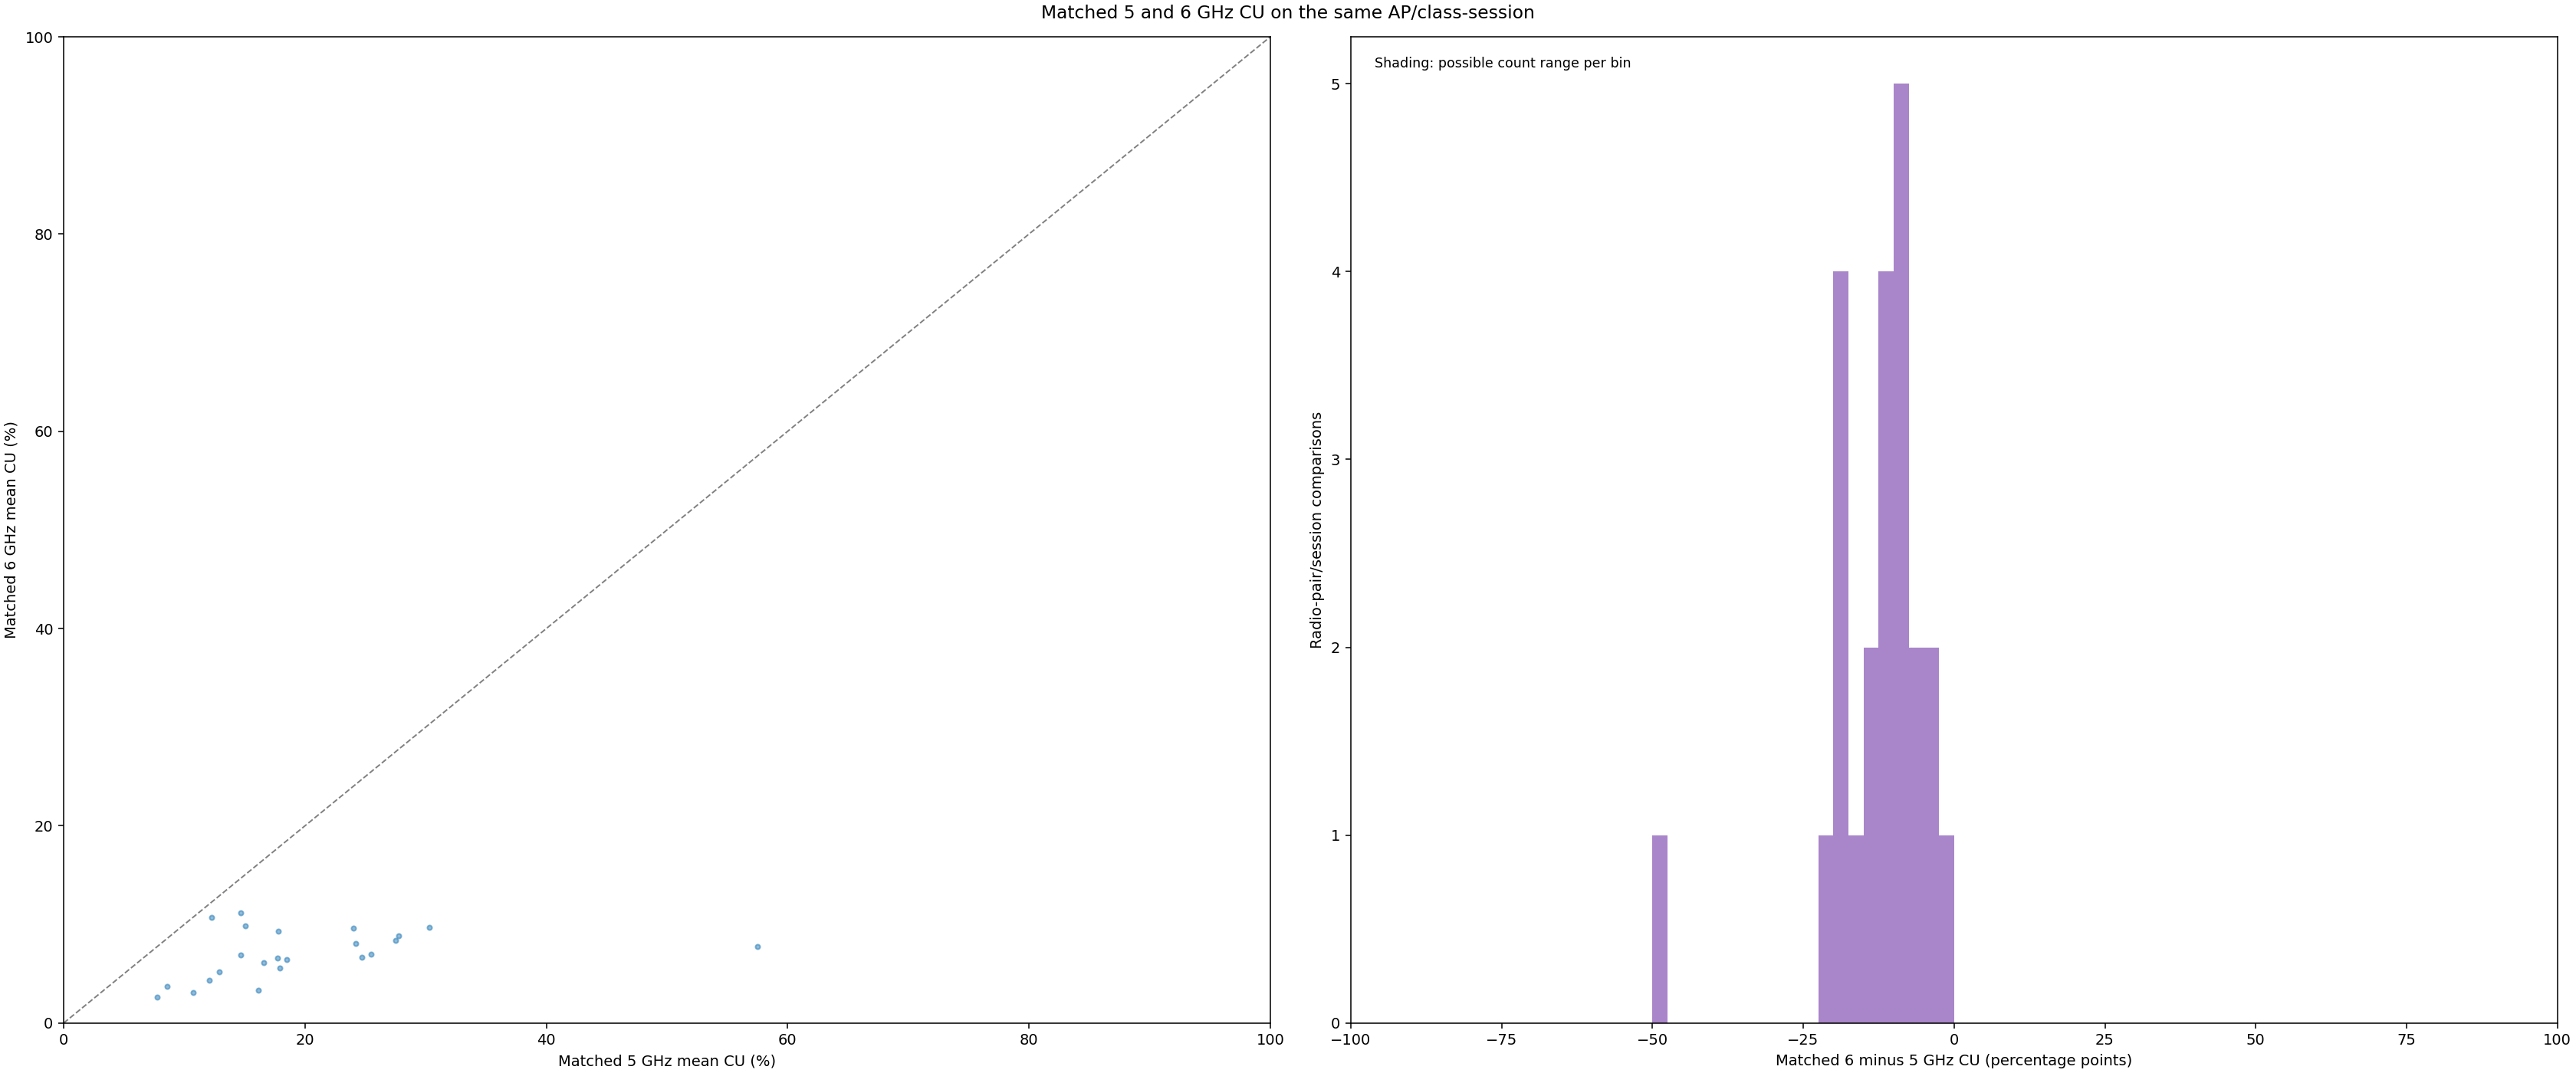 Matched 5 and 6 GHz CU on the same AP/class-session
100
80
60
40
20
0
Matched 6 GHz mean CU (%)
0 20 40 60 80 100
Matched 5 GHz mean CU (%)
Shading: possible count range per bin
5
4
3
2
1
0
Radio-pair/session comparisons
−100 −75 −50 −25 0 25 50 75 100
Matched 6 minus 5 GHz CU (percentage points)